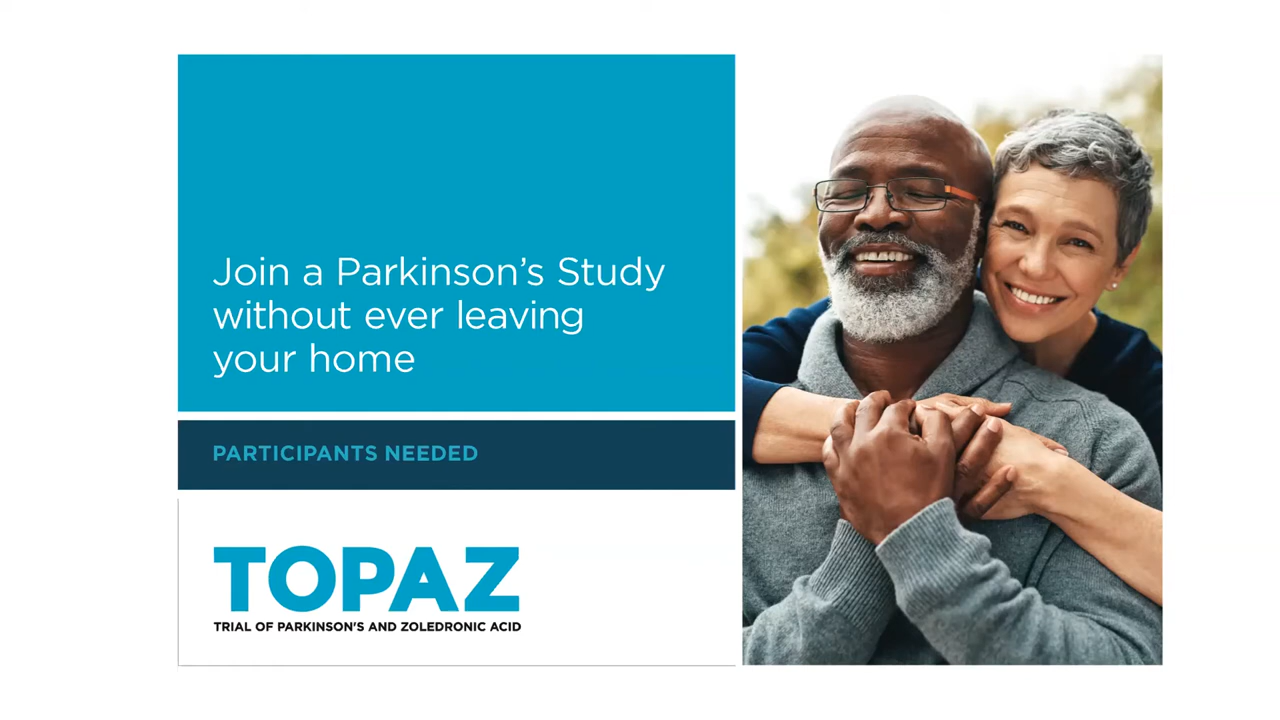 Join a Parkinson’s Study
without ever leaving
your home
PARTICIPANTS NEEDED
TOPAZ
TRIAL OF PARKINSON'S AND ZOLEDRONIC ACID